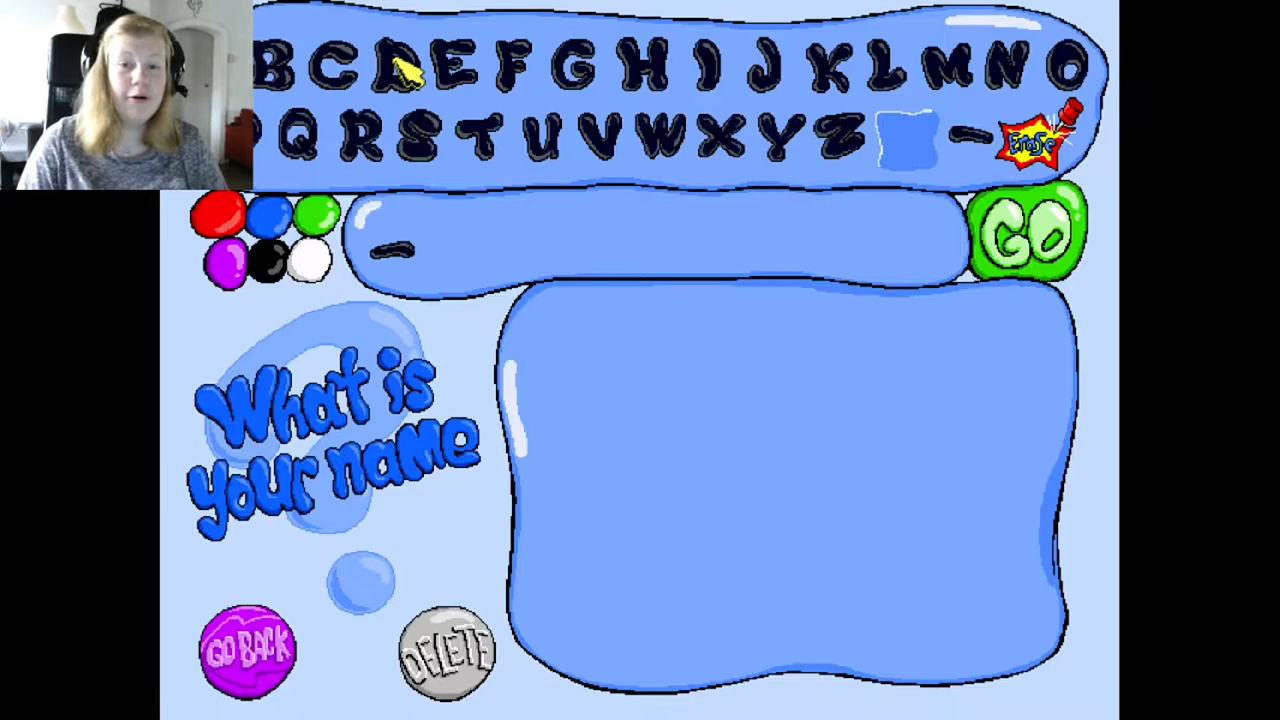 B C D E F G H I J K L M N O
Q R S T U V W X Y Z - Erase
-
GO
What is
your name
GO BACK
DELETE